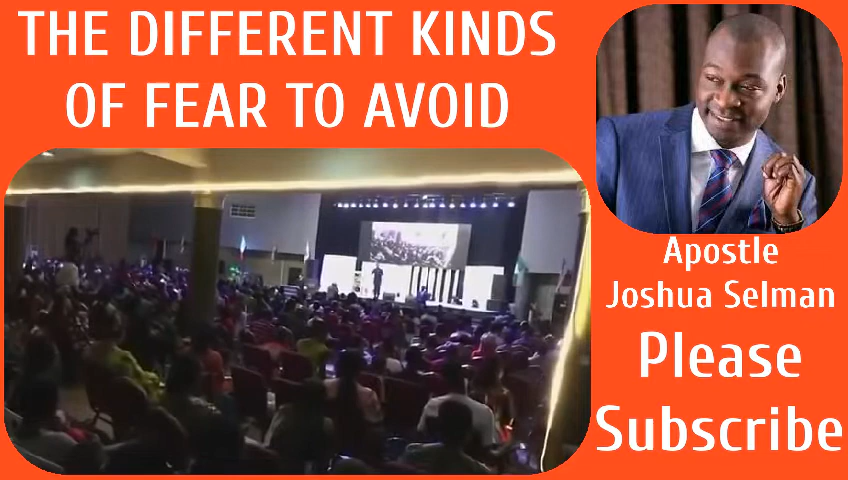 THE DIFFERENT KINDS
OF FEAR TO AVOID
Apostle
Joshua Selman
Please
Subscribe